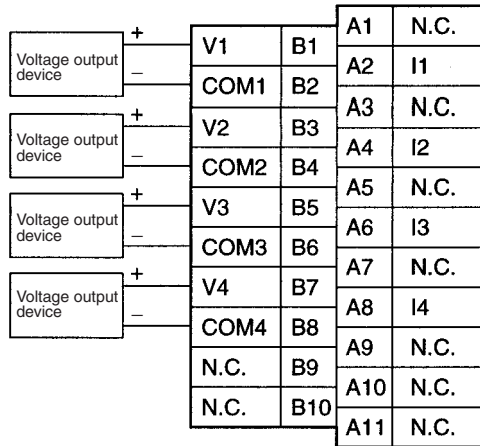 A1 N.C.
+ V1 B1
Voltage output
device
A2 I1
− COM1 B2
A3 N.C.
+ V2 B3
Voltage output
device
A4 I2
− COM2 B4
A5 N.C.
+ V3 B5
Voltage output
device
A6 I3
− COM3 B6
A7 N.C.
+ V4 B7
Voltage output
device
A8 I4
− COM4 B8
A9 N.C.
N.C. B9
A10 N.C.
N.C. B10
A11 N.C.